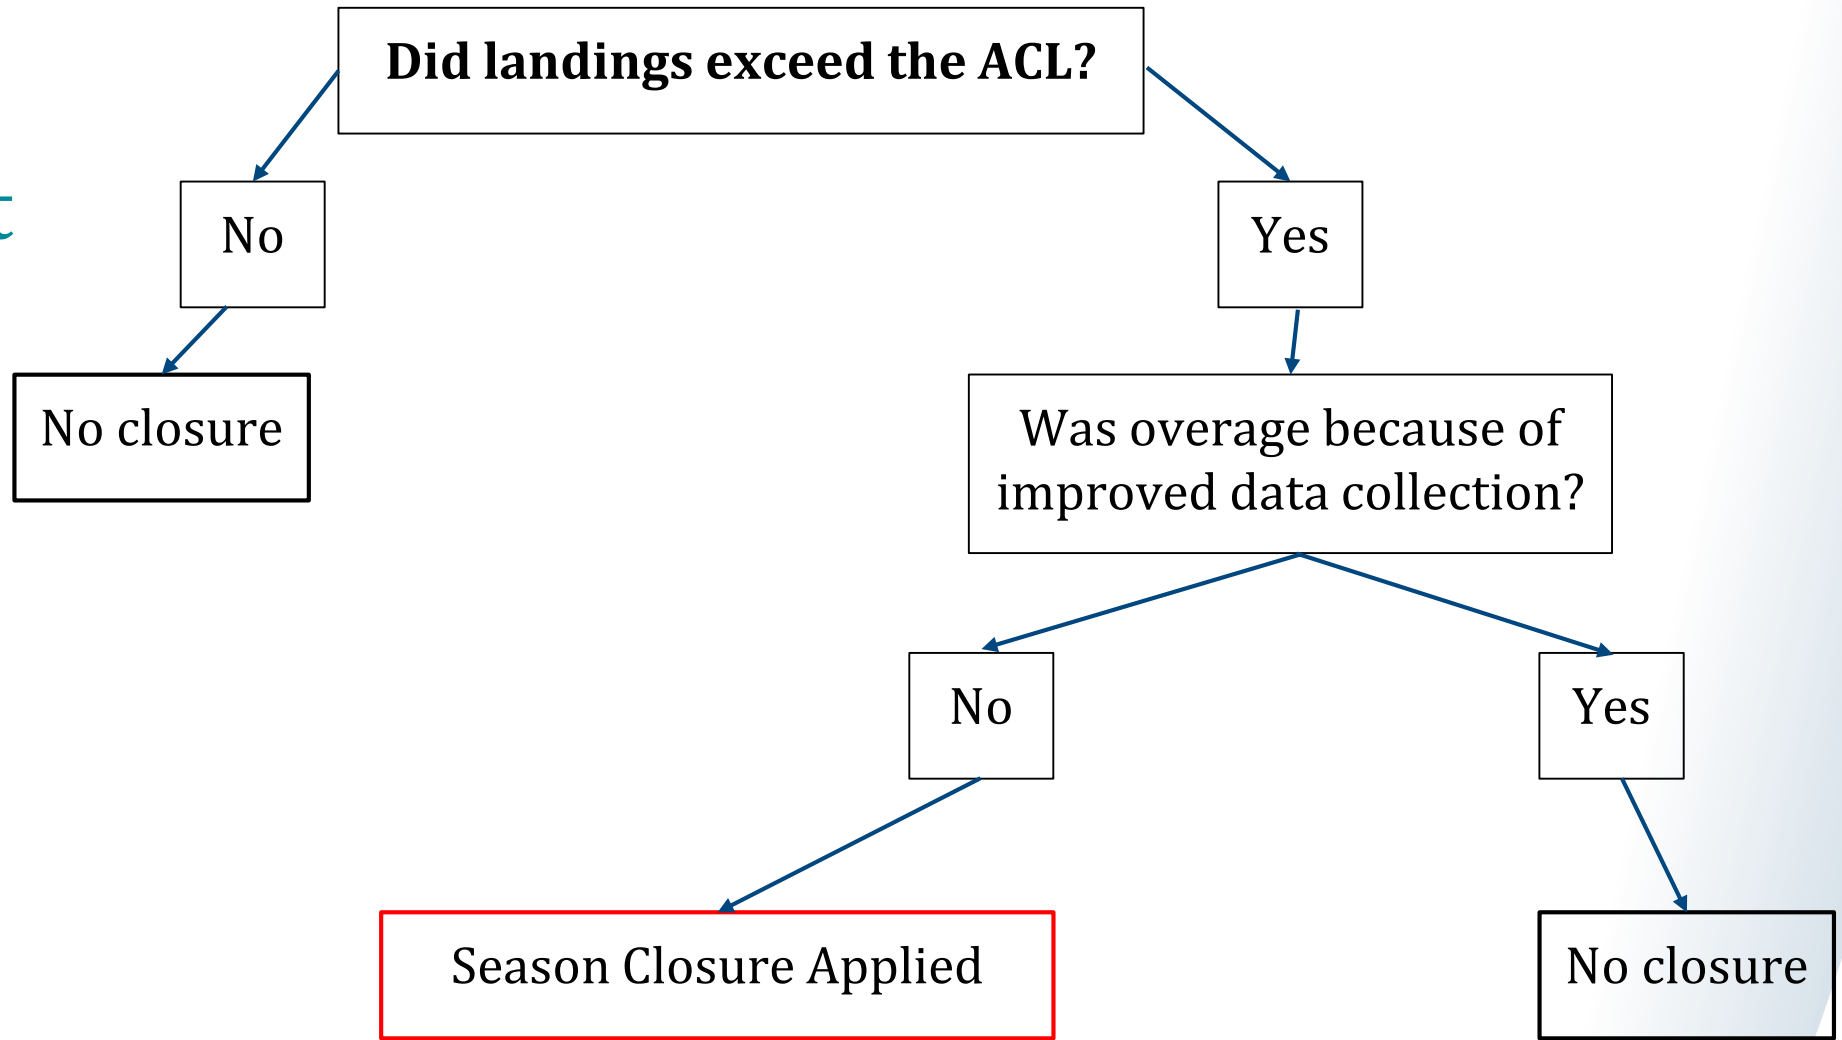 Did landings exceed the ACL?
t
No
Yes
No closure
Was overage because of
improved data collection?
No
Yes
Season Closure Applied
No closure